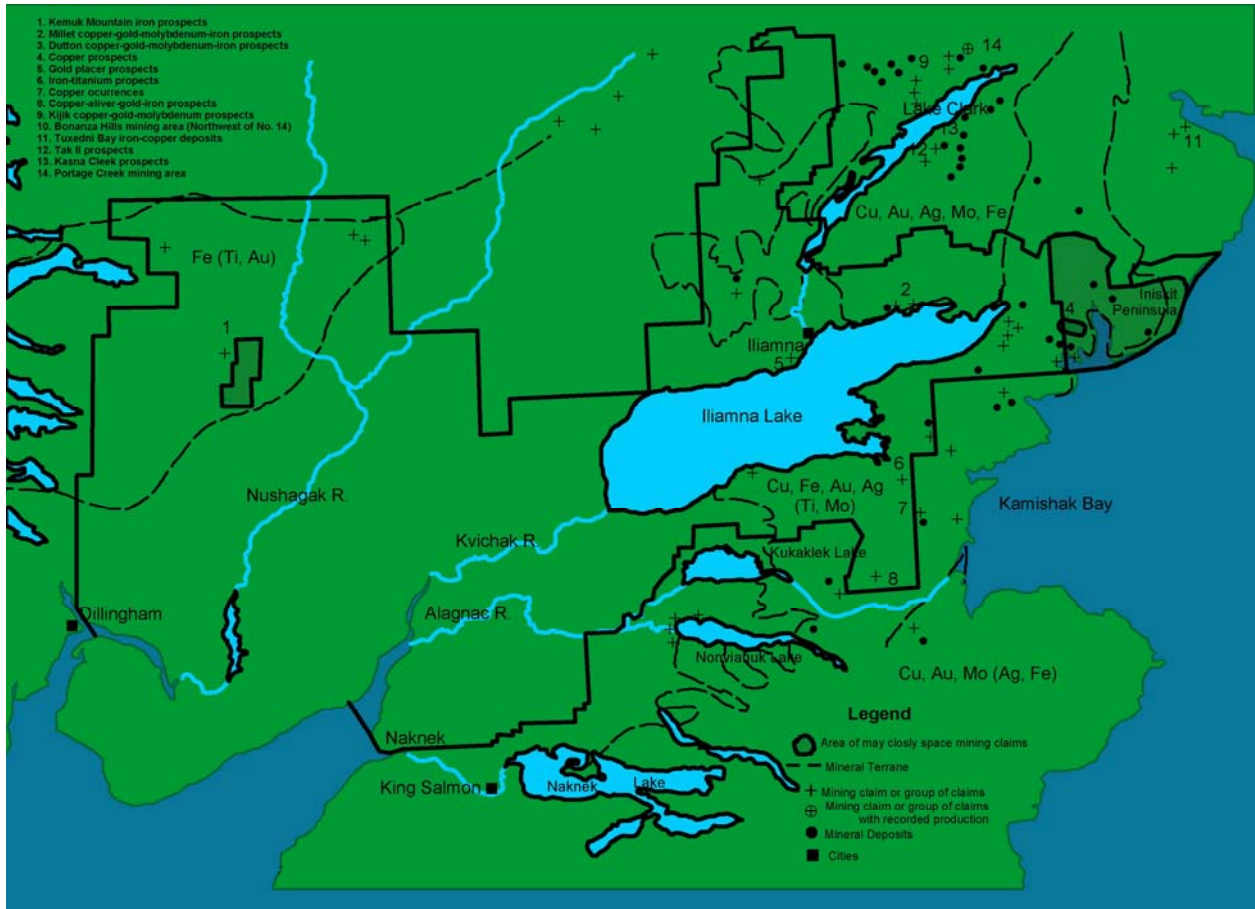 1. Kemuk Mountain iron prospects
2. Millet copper-gold-molybdenum-iron prospects
3. Dutton copper-gold-molybdenum-iron prospects
4. Copper prospects
5. Gold placer prospects
6. Iron-titanium propects
7. Copper ocurrences
8. Copper-aliver-gold-iron prospects
9. Kijik copper-gold-molybdenum prospects
10. Bonanza Hills mining area (Northwest of No. 14)
11. Tuxedni Bay iron-copper deposits
12. Tak II prospects
13. Kasna Cleek prospects
14. Portage Creek mining area
14
9
Lake Clark
13
12
11
Cu, Au, Ag, Mo, Fe
Fe (Ti, Au)
2
4
Iniskit
Peninsula
1
Iliamna
5
Iliamna Lake
6
Cu, Fe, Au, Ag
(Ti, Mo)
7
Nushagak R.
Kamishak Bay
Kvichak R.
Kukaklek Lake
8
Dillingham
Alagnac R.
Nonvianuk Lake
Cu, Au, Mo (Ag, Fe)
Naknek
King Salmon
Naknek Lake
Legend
Area of may closly space mining claims
Mineral Terrane
Mining claim or group of claims
Mining claim or group of claims
with recorded production
Mineral Deposits
Cities